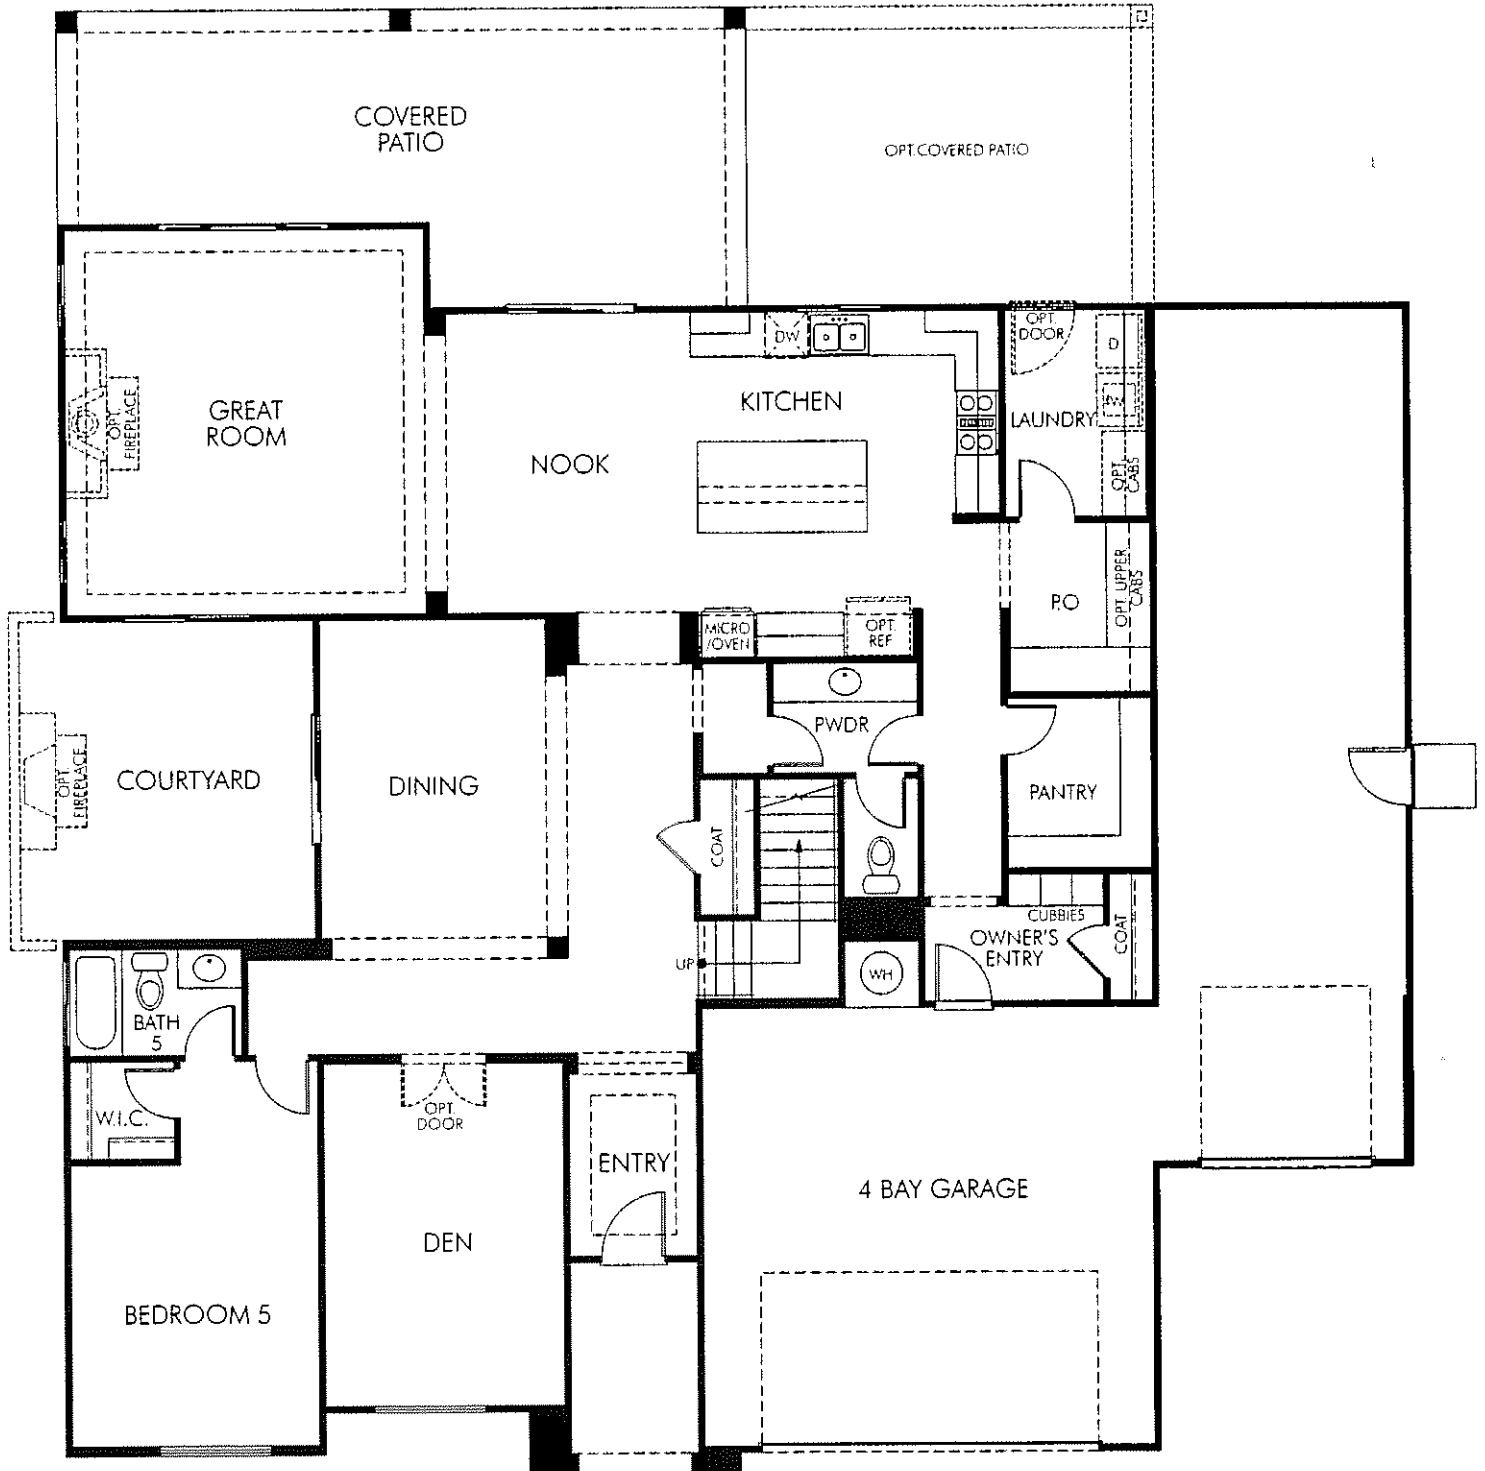 COVERED
PATIO
OPT.COVERED PATIO
OPT.
DOOR
DW
D
W
GREAT
ROOM
OPT.
FIREPLACE
KITCHEN
LAUNDRY
NOOK
OPT.
CABS
OPT. UPPER
CABS
P.O
MICRO
/OVEN
OPT.
REF
PWDR
COURTYARD
OPT.
FIREPLACE
DINING
PANTRY
COAT
CUBBIES
COAT
OWNER'S
ENTRY
UP
WH
BATH
5
W.I.C.
OPT.
DOOR
ENTRY
4 BAY GARAGE
DEN
BEDROOM 5